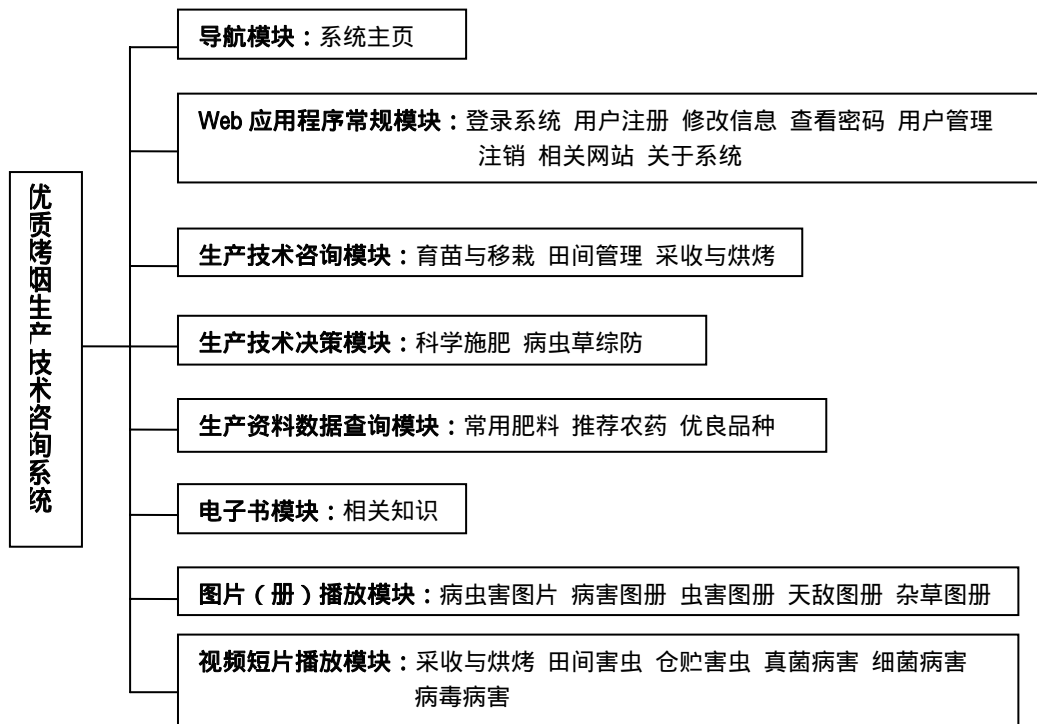 导航模块：系统主页
Web 应用程序常规模块：登录系统 用户注册 修改信息 查看密码 用户管理
注销 相关网站 关于系统
优质烤烟生产技术咨询系统
生产技术咨询模块：育苗与移栽 田间管理 采收与烘烤
生产技术决策模块：科学施肥 病虫草综防
生产资料数据查询模块：常用肥料 推荐农药 优良品种
电子书模块：相关知识
图片（册）播放模块：病虫害图片 病害图册 虫害图册 天敌图册 杂草图册
视频短片播放模块：采收与烘烤 田间害虫 仓贮害虫 真菌病害 细菌病害
病毒病害